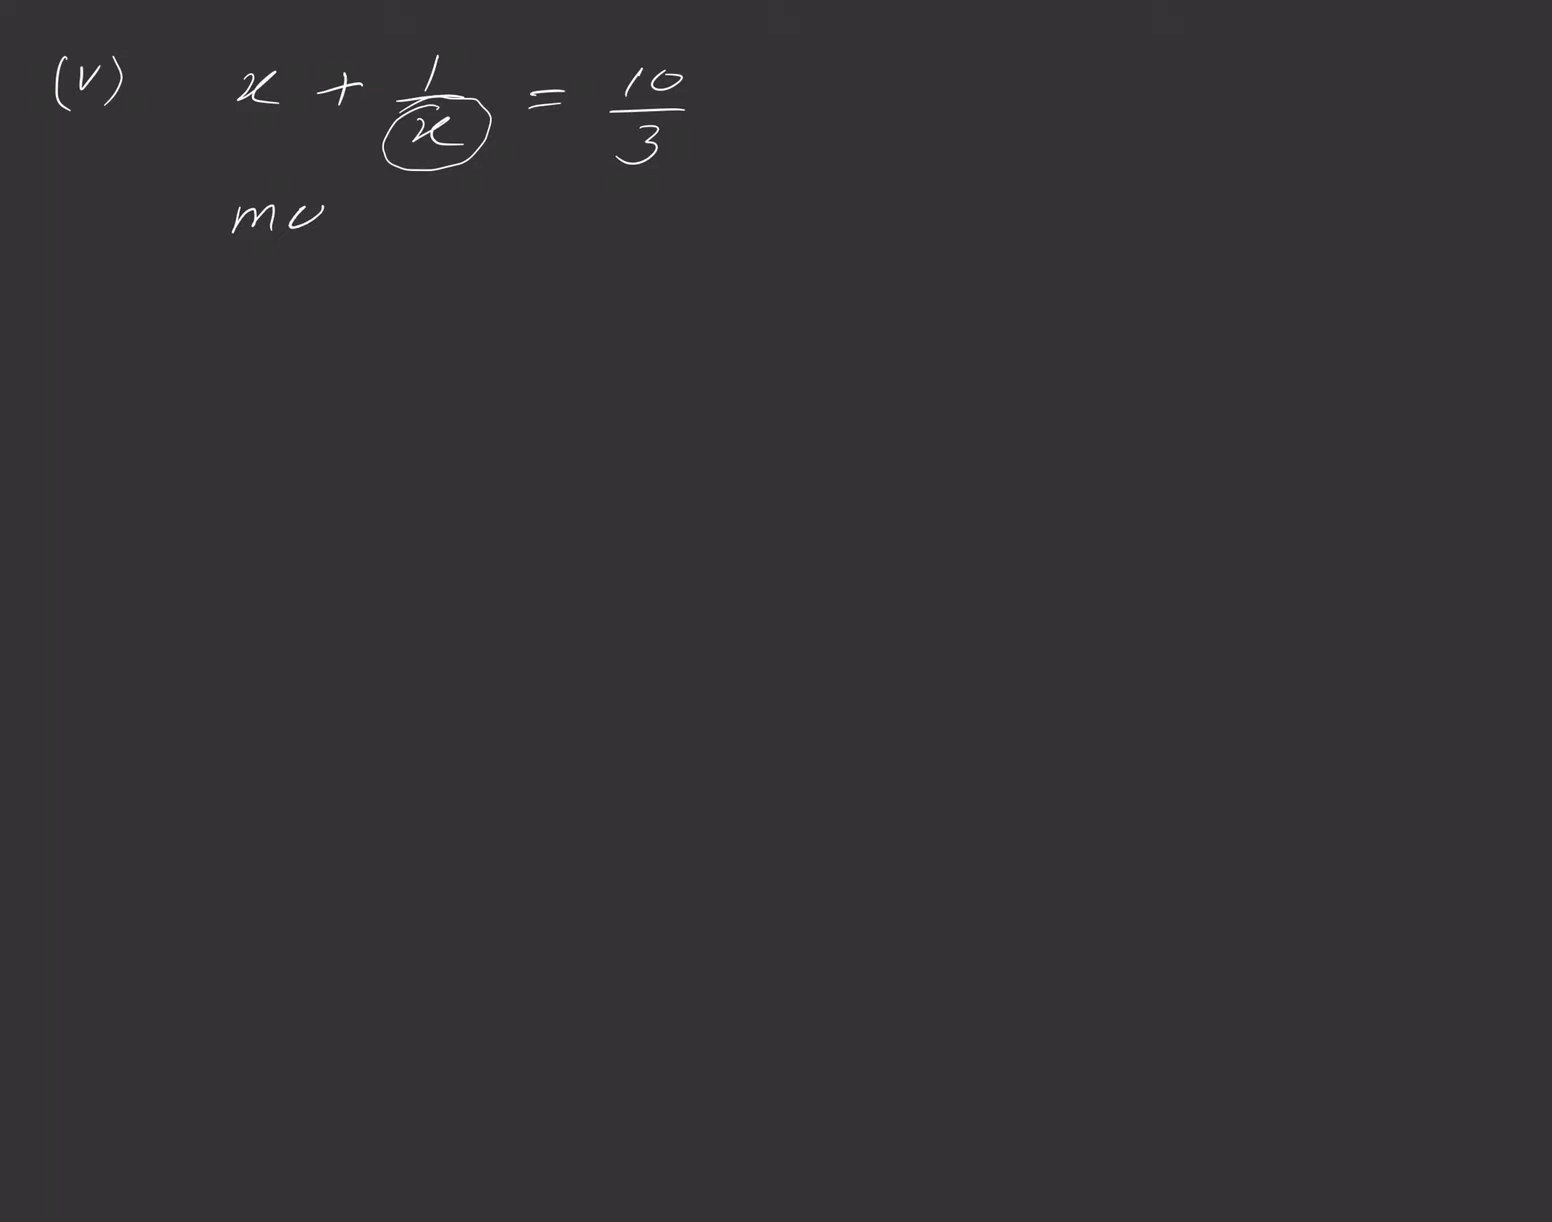 (v) x + 1/x = 10/3
mu